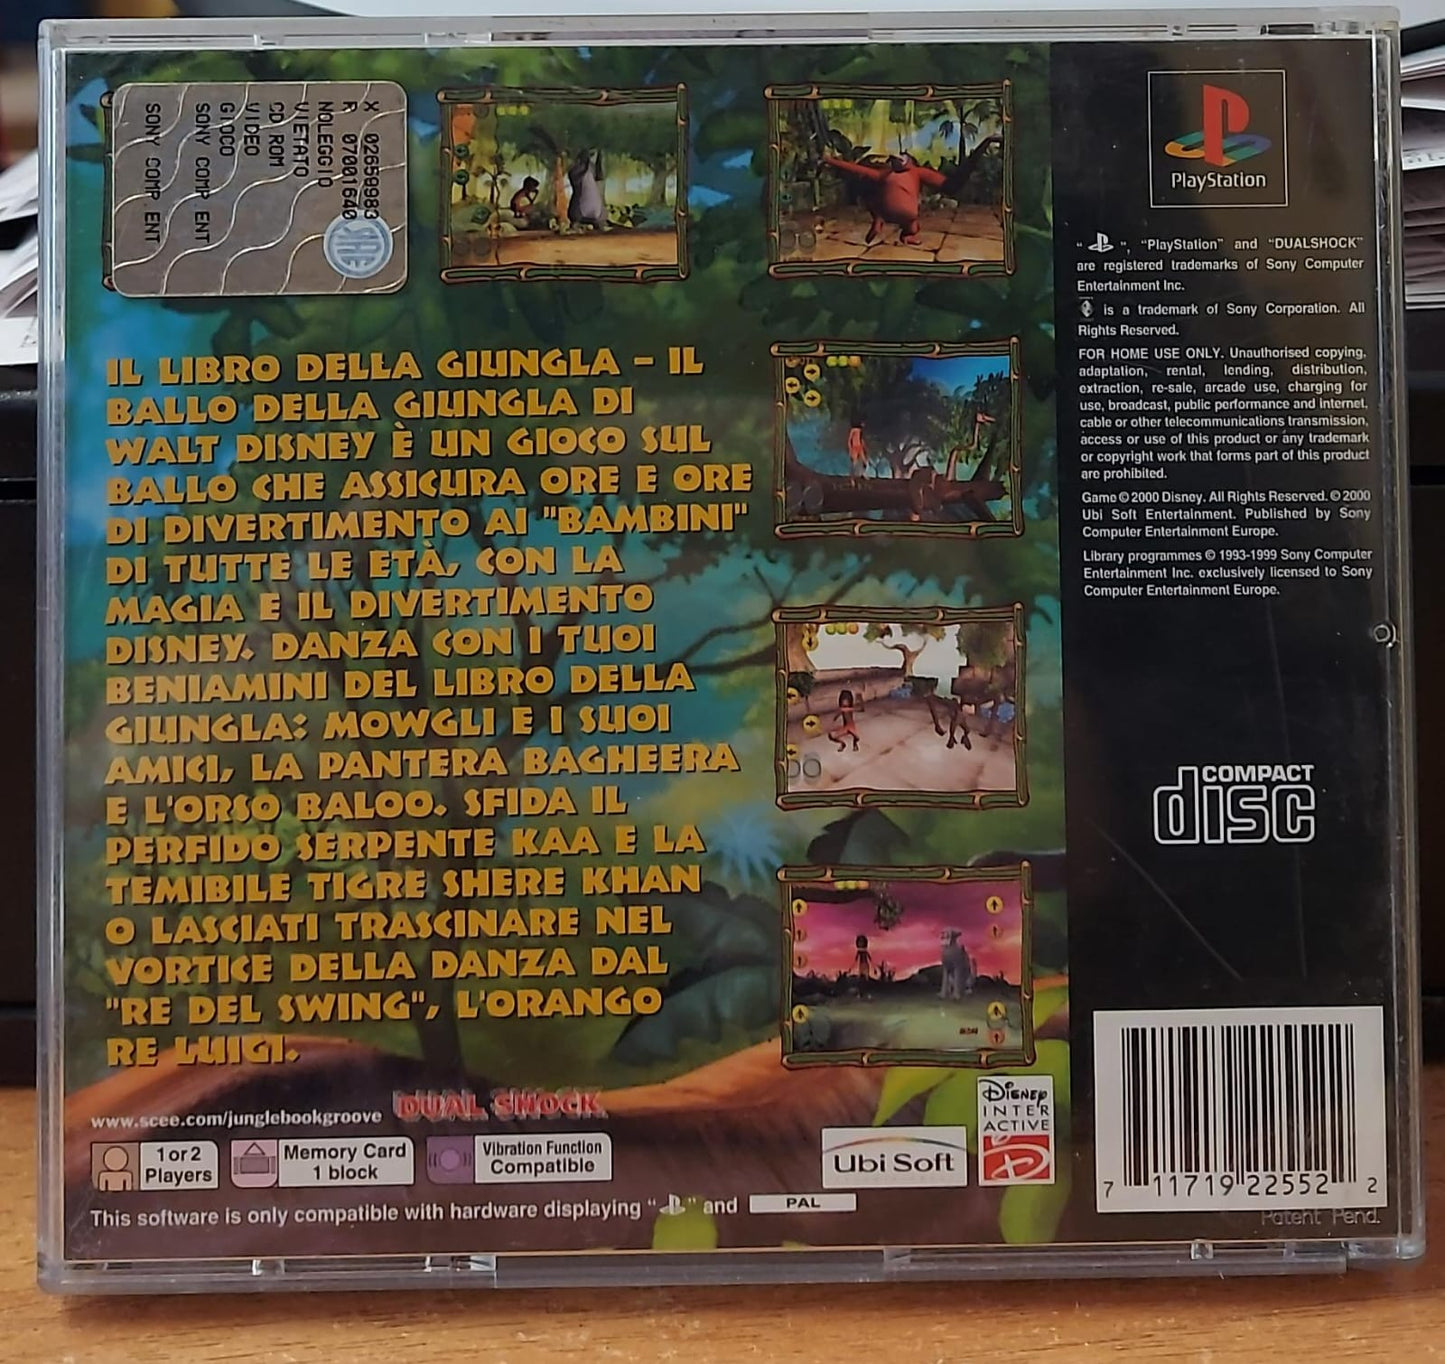 X 02659983
R 07001640
NOLEGGIO
VIETATO
CD ROM
VIDEO
GIOCO
SONY COMP ENT
SONY COMP ENT
SIAE
IL LIBRO DELLA GIUNGLA – IL
BALLO DELLA GIUNGLA DI
WALT DISNEY È UN GIOCO SUL
BALLO CHE ASSICURA ORE E ORE
DI DIVERTIMENTO AI "BAMBINI"
DI TUTTE LE ETÀ, CON LA
MAGIA E IL DIVERTIMENTO
DISNEY. DANZA CON I TUOI
BENIAMINI DEL LIBRO DELLA
GIUNGLA: MOWGLI E I SUOI
AMICI, LA PANTERA BAGHEERA
E L'ORSO BALOO. SFIDA IL
PERFIDO SERPENTE KAA E LA
TEMIBILE TIGRE SHERE KHAN
O LASCIATI TRASCINARE NEL
VORTICE DELLA DANZA DAL
"RE DEL SWING", L'ORANGO
RE LUIGI.
www.scee.com/junglebookgroove
DUAL SHOCK
1 or 2
Players
Memory Card
1 block
Vibration Function
Compatible
Ubi Soft
Disney
INTER
ACTIVE
This software is only compatible with hardware displaying " " and PAL
PlayStation
" ", "PlayStation" and "DUALSHOCK"
are registered trademarks of Sony Computer
Entertainment Inc.
is a trademark of Sony Corporation. All
Rights Reserved.
FOR HOME USE ONLY. Unauthorised copying,
adaptation, rental, lending, distribution,
extraction, re-sale, arcade use, charging for
use, broadcast, public performance and internet,
cable or other telecommunications transmission,
access or use of this product or any trademark
or copyright work that forms part of this product
are prohibited.
Game © 2000 Disney. All Rights Reserved. © 2000
Ubi Soft Entertainment. Published by Sony
Computer Entertainment Europe.
Library programmes © 1993-1999 Sony Computer
Entertainment Inc. exclusively licensed to Sony
Computer Entertainment Europe.
COMPACT
disc
7 11719 22552 2
Patent Pend.